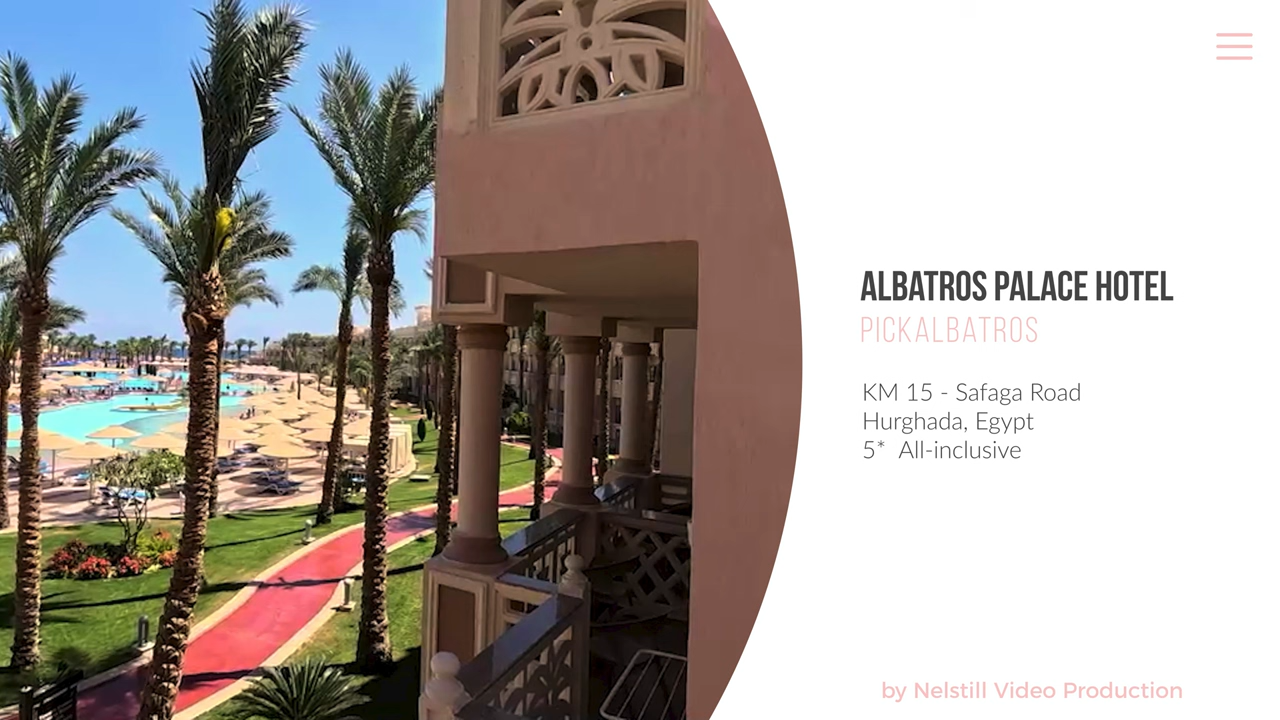 ALBATROS PALACE HOTEL
PICKALBATROS
KM 15 - Safaga Road
Hurghada, Egypt
5* All-inclusive
by Nelstill Video Production